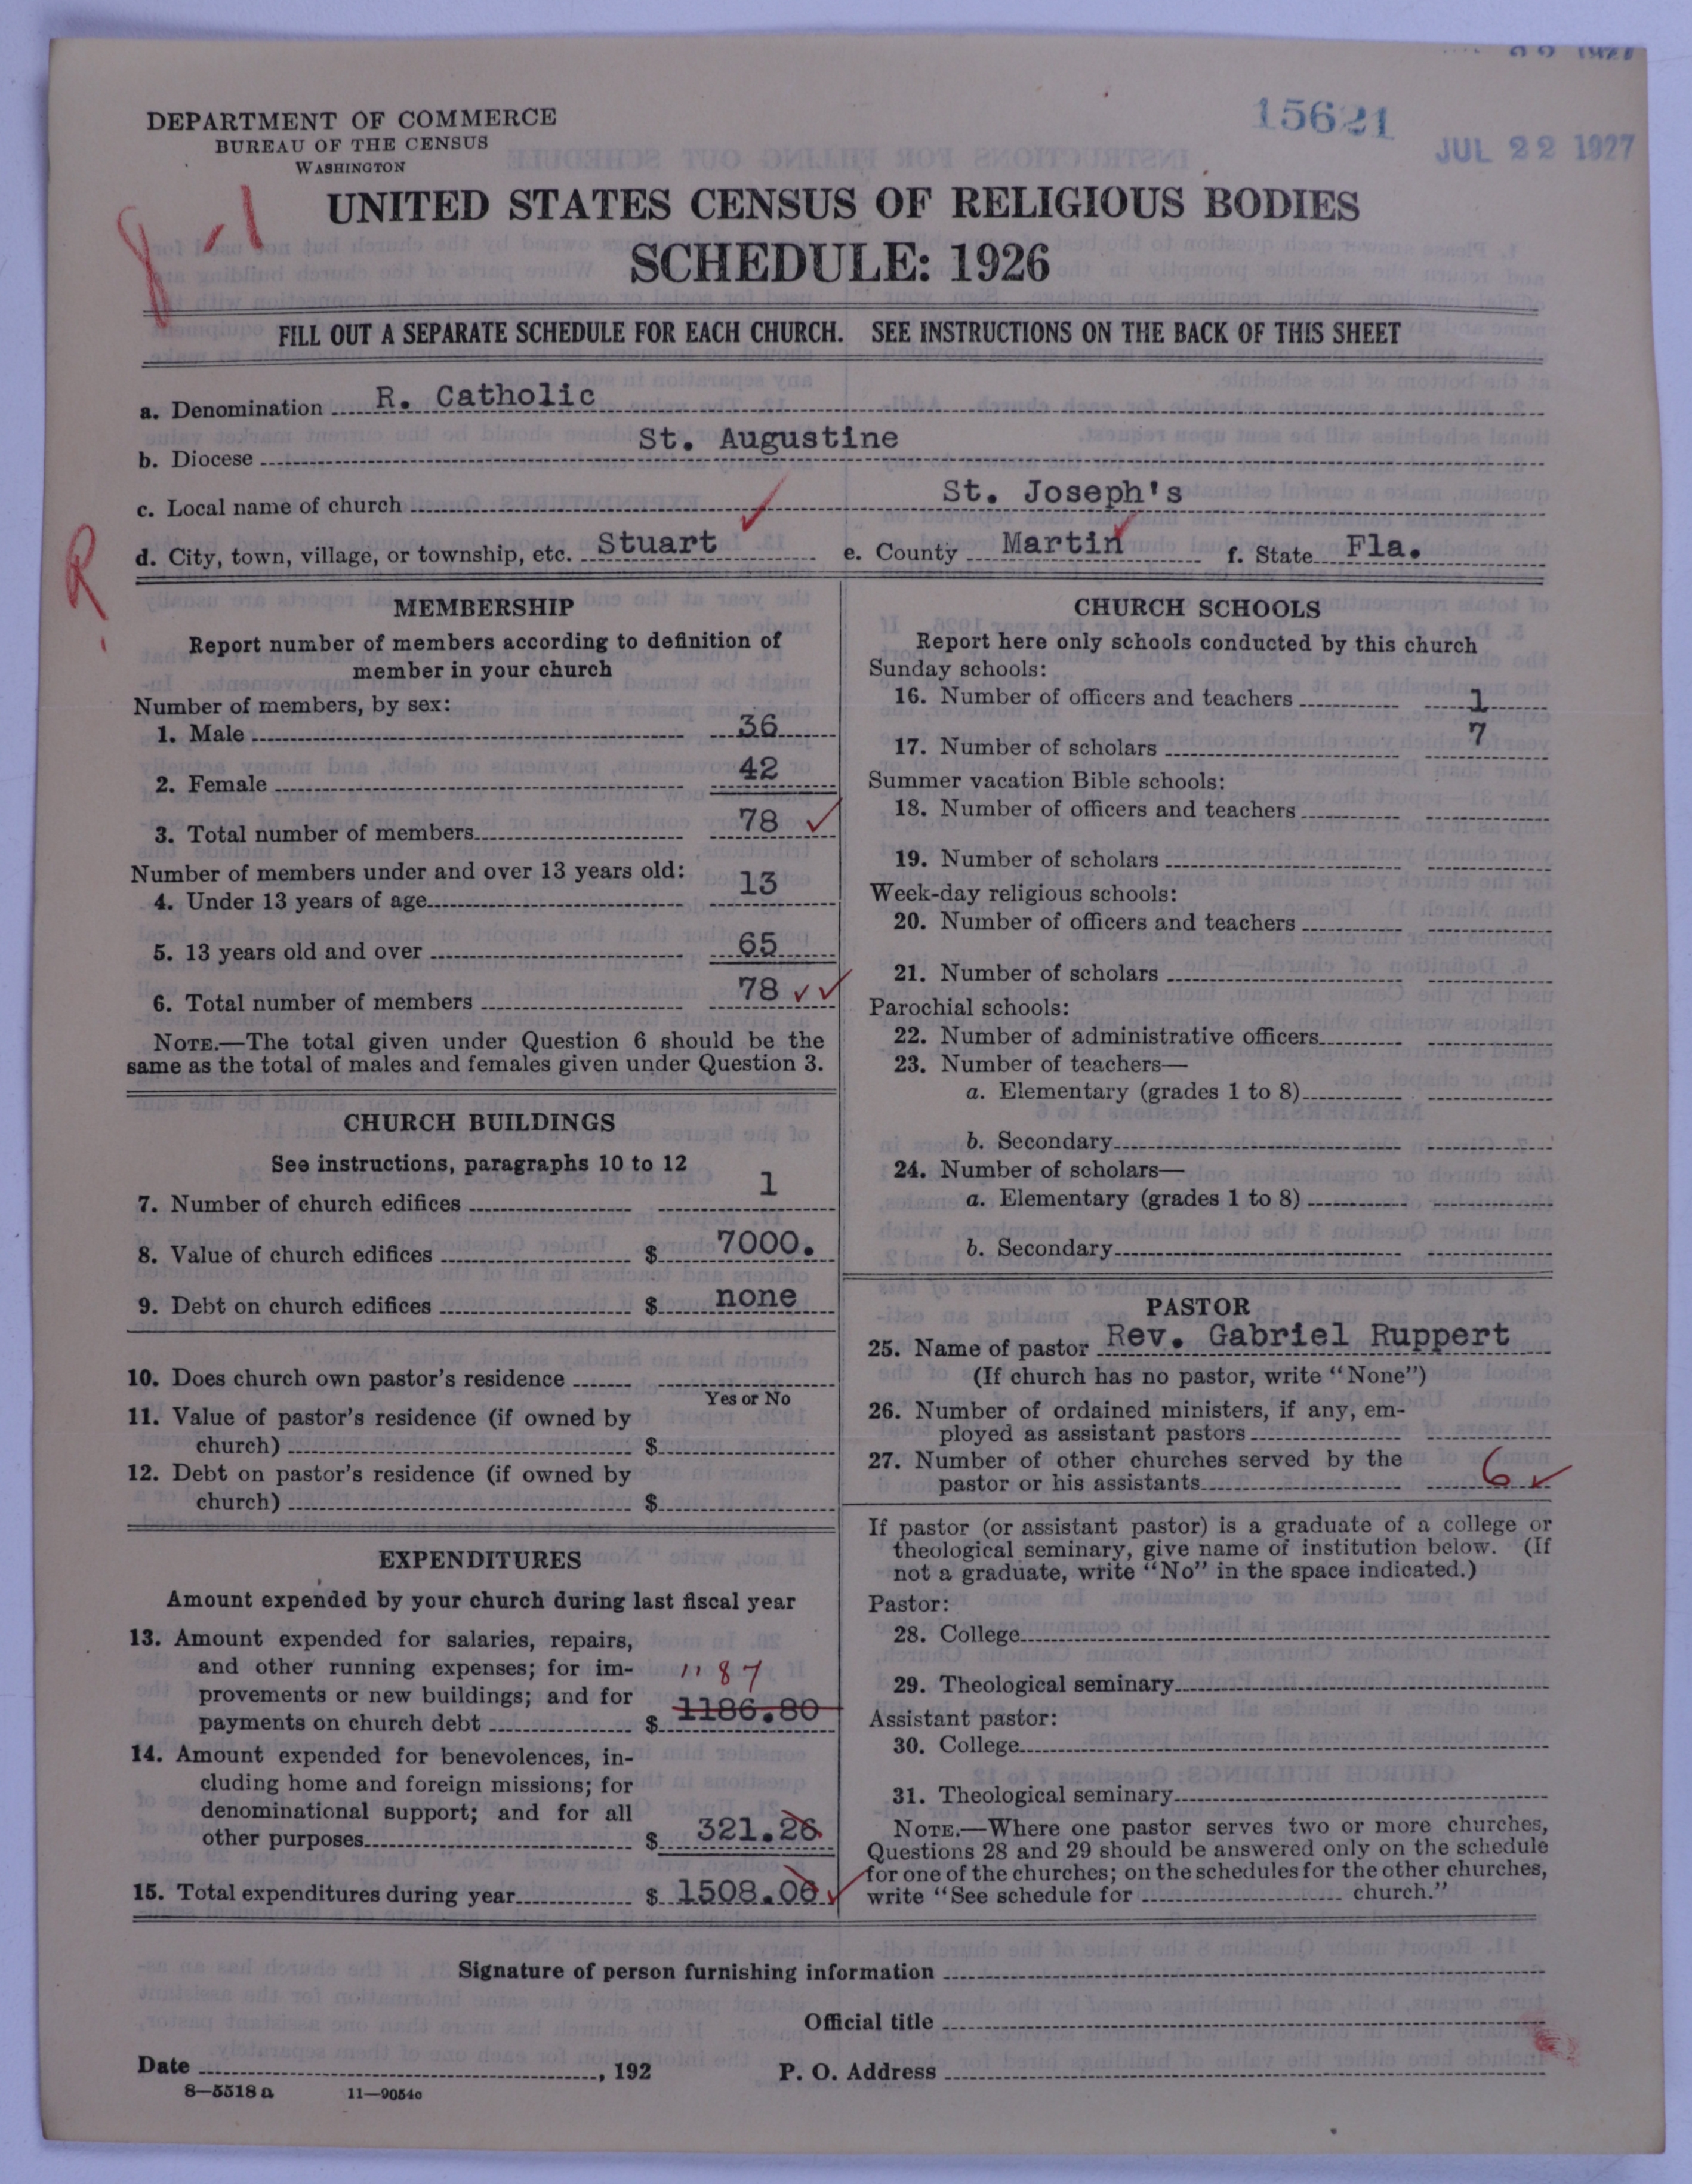 15621
JUL 22 1927
DEPARTMENT OF COMMERCE
BUREAU OF THE CENSUS
WASHINGTON
UNITED STATES CENSUS OF RELIGIOUS BODIES
SCHEDULE: 1926
FILL OUT A SEPARATE SCHEDULE FOR EACH CHURCH. SEE INSTRUCTIONS ON THE BACK OF THIS SHEET
a. Denomination R. Catholic
b. Diocese St. Augustine
c. Local name of church St. Joseph's
d. City, town, village, or township, etc. Stuart e. County Martin f. State Fla.
R
MEMBERSHIP
Report number of members according to definition of
member in your church
Number of members, by sex:
1. Male 36
2. Female 42
3. Total number of members 78 ✓
Number of members under and over 13 years old:
4. Under 13 years of age 13
5. 13 years old and over 65
6. Total number of members 78 ✓✓
NOTE.—The total given under Question 6 should be the
same as the total of males and females given under Question 3.
CHURCH BUILDINGS
See instructions, paragraphs 10 to 12
7. Number of church edifices 1
8. Value of church edifices $ 7000.
9. Debt on church edifices $ none
10. Does church own pastor's residence
Yes or No
11. Value of pastor's residence (if owned by
church) $
12. Debt on pastor's residence (if owned by
church) $
EXPENDITURES
Amount expended by your church during last fiscal year
13. Amount expended for salaries, repairs,
and other running expenses; for im- 1187
provements or new buildings; and for 1186.80
payments on church debt $
14. Amount expended for benevolences, in-
cluding home and foreign missions; for
denominational support; and for all
other purposes $ 321.26
15. Total expenditures during year $ 1508.06 ✓
CHURCH SCHOOLS
Report here only schools conducted by this church
Sunday schools:
16. Number of officers and teachers 1
17. Number of scholars 7
Summer vacation Bible schools:
18. Number of officers and teachers
19. Number of scholars
Week-day religious schools:
20. Number of officers and teachers
21. Number of scholars
Parochial schools:
22. Number of administrative officers
23. Number of teachers—
a. Elementary (grades 1 to 8)
b. Secondary
24. Number of scholars—
a. Elementary (grades 1 to 8)
b. Secondary
PASTOR
25. Name of pastor Rev. Gabriel Ruppert
(If church has no pastor, write "None")
26. Number of ordained ministers, if any, em-
ployed as assistant pastors
27. Number of other churches served by the
pastor or his assistants 6 ✓
If pastor (or assistant pastor) is a graduate of a college or
theological seminary, give name of institution below. (If
not a graduate, write "No" in the space indicated.)
Pastor:
28. College
29. Theological seminary
Assistant pastor:
30. College
31. Theological seminary
NOTE.—Where one pastor serves two or more churches,
Questions 28 and 29 should be answered only on the schedule
for one of the churches; on the schedules for the other churches,
write "See schedule for church."
Signature of person furnishing information
Official title
Date , 192 P. O. Address
8—5518 a 11—9054c